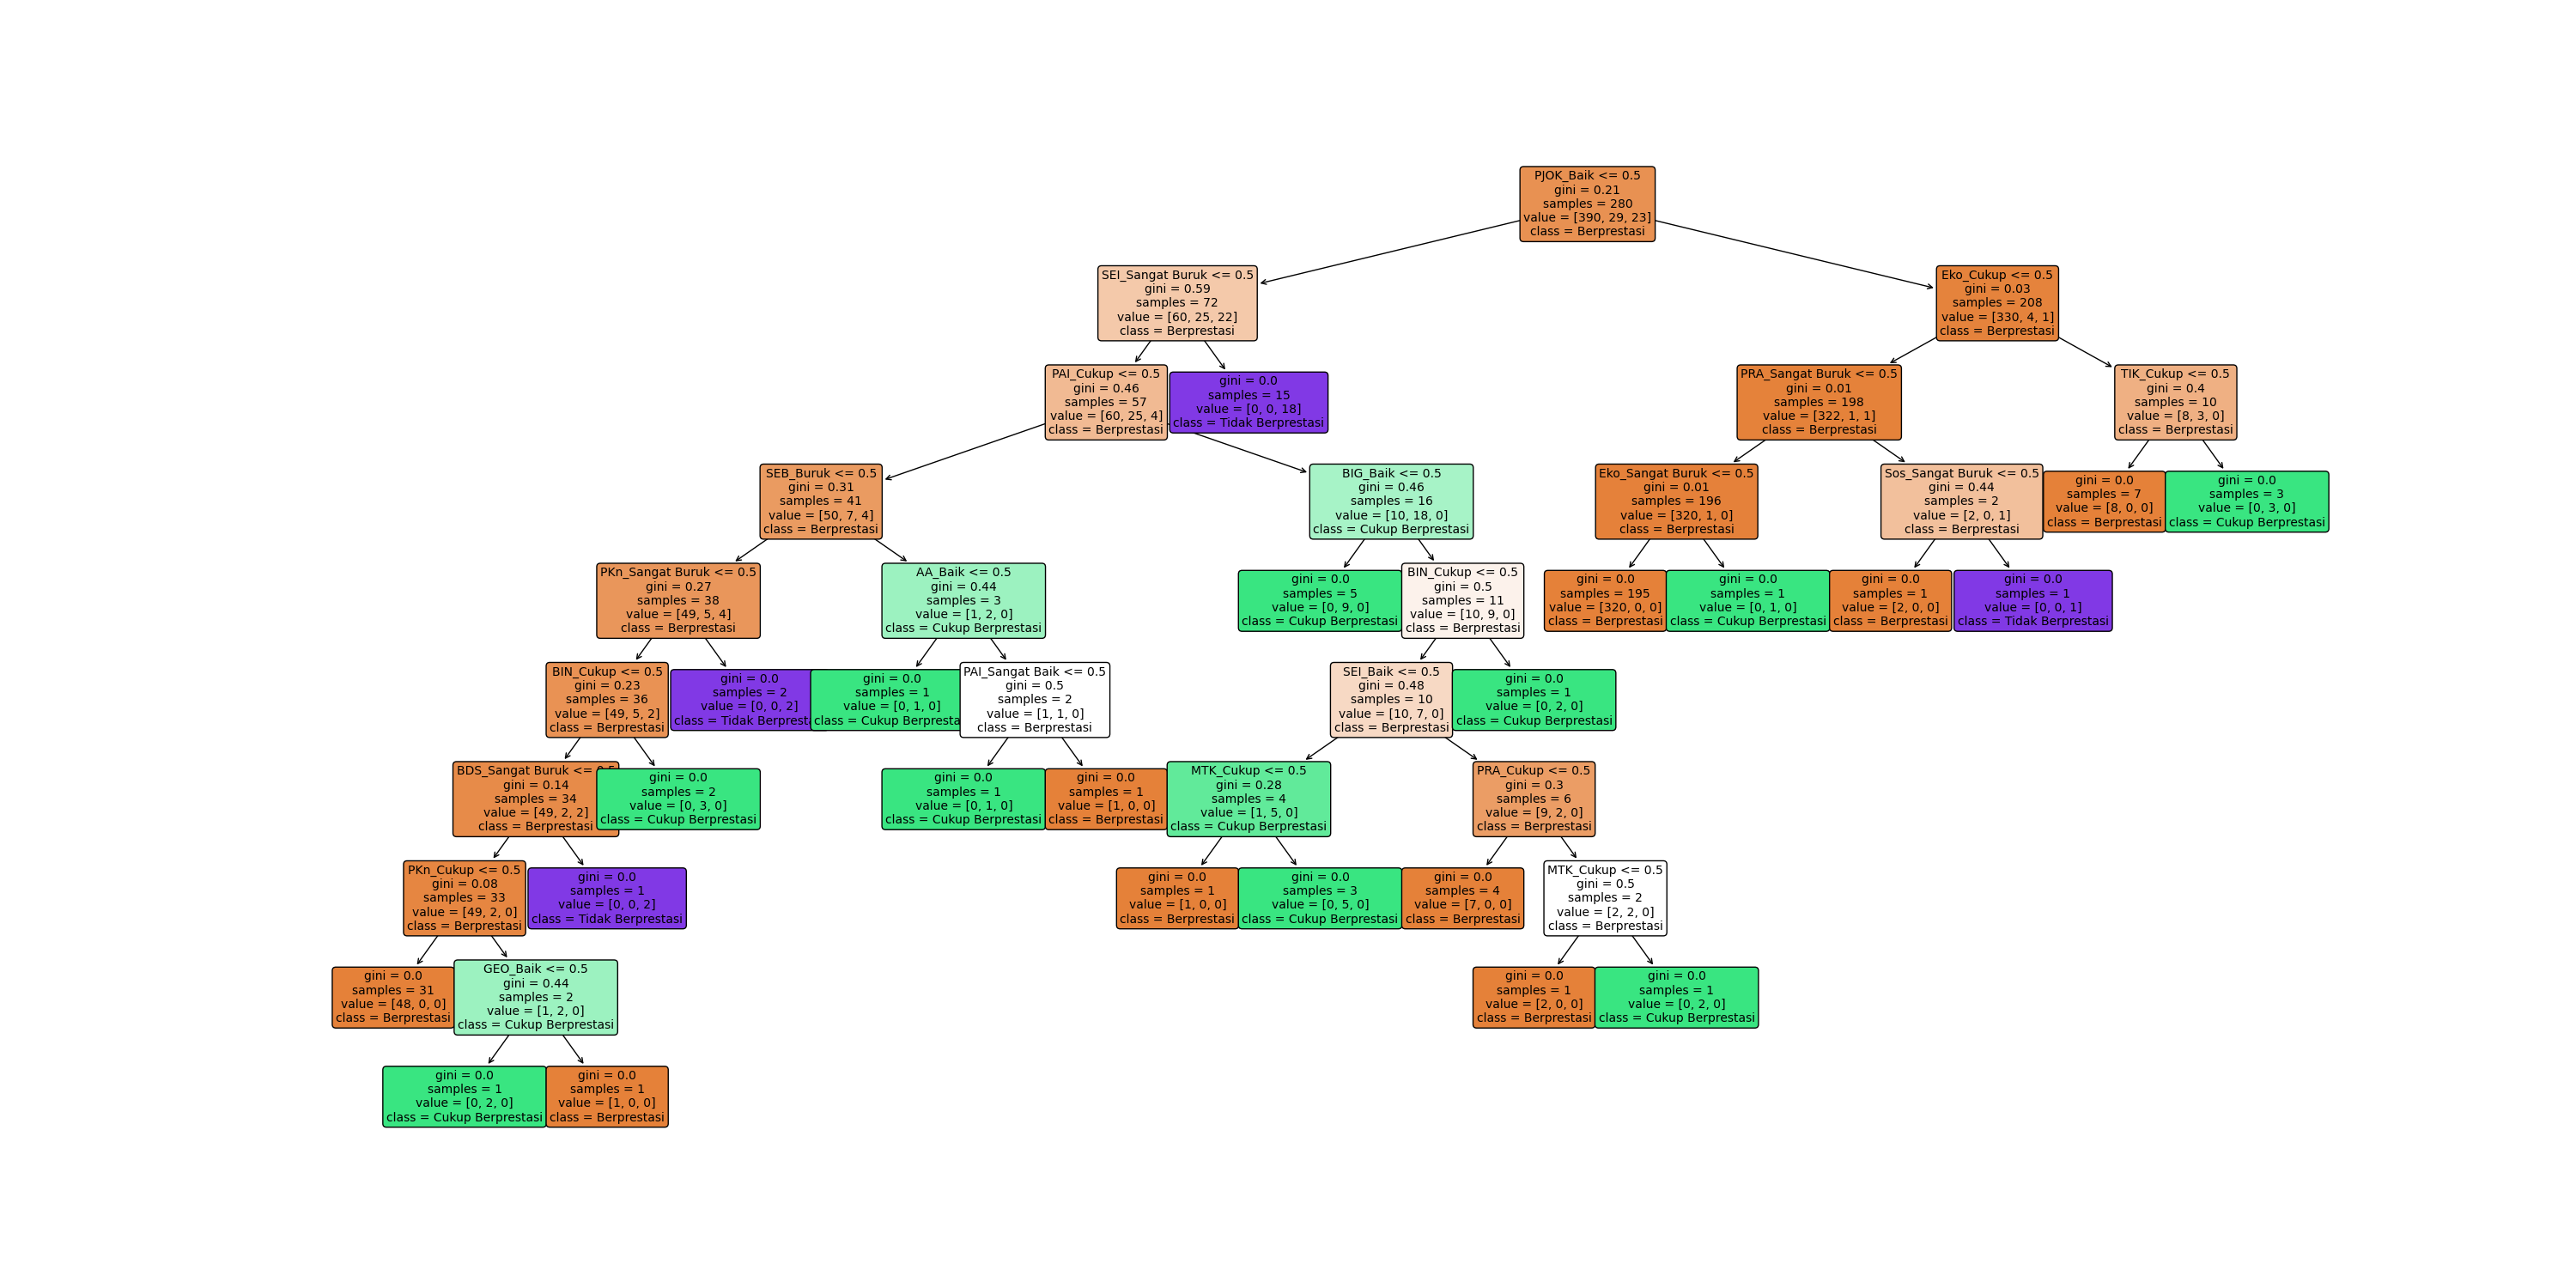 PJOK_Baik <= 0.5
gini = 0.21
samples = 280
value = [390, 29, 23]
class = Berprestasi
SEI_Sangat Buruk <= 0.5
gini = 0.59
samples = 72
value = [60, 25, 22]
class = Berprestasi
Eko_Cukup <= 0.5
gini = 0.03
samples = 208
value = [330, 4, 1]
class = Berprestasi
PAI_Cukup <= 0.5
gini = 0.46
samples = 57
value = [60, 25, 4]
class = Berprestasi
gini = 0.0
samples = 15
value = [0, 0, 18]
class = Tidak Berprestasi
PRA_Sangat Buruk <= 0.5
gini = 0.01
samples = 198
value = [322, 1, 1]
class = Berprestasi
TIK_Cukup <= 0.5
gini = 0.4
samples = 10
value = [8, 3, 0]
class = Berprestasi
SEB_Buruk <= 0.5
gini = 0.31
samples = 41
value = [50, 7, 4]
class = Berprestasi
BIG_Baik <= 0.5
gini = 0.46
samples = 16
value = [10, 18, 0]
class = Cukup Berprestasi
Eko_Sangat Buruk <= 0.5
gini = 0.01
samples = 196
value = [320, 1, 0]
class = Berprestasi
Sos_Sangat Buruk <= 0.5
gini = 0.44
samples = 2
value = [2, 0, 1]
class = Berprestasi
gini = 0.0
samples = 7
value = [8, 0, 0]
class = Berprestasi
gini = 0.0
samples = 3
value = [0, 3, 0]
class = Cukup Berprestasi
PKn_Sangat Buruk <= 0.5
gini = 0.27
samples = 38
value = [49, 5, 4]
class = Berprestasi
AA_Baik <= 0.5
gini = 0.44
samples = 3
value = [1, 2, 0]
class = Cukup Berprestasi
gini = 0.0
samples = 5
value = [0, 9, 0]
class = Cukup Berprestasi
BIN_Cukup <= 0.5
gini = 0.5
samples = 11
value = [10, 9, 0]
class = Berprestasi
gini = 0.0
samples = 195
value = [320, 0, 0]
class = Berprestasi
gini = 0.0
samples = 1
value = [0, 1, 0]
class = Cukup Berprestasi
gini = 0.0
samples = 1
value = [2, 0, 0]
class = Berprestasi
gini = 0.0
samples = 1
value = [0, 0, 1]
class = Tidak Berprestasi
BIN_Cukup <= 0.5
gini = 0.23
samples = 36
value = [49, 5, 2]
class = Berprestasi
gini = 0.0
samples = 2
value = [0, 0, 2]
class = Tidak Berpresta
gini = 0.0
samples = 1
value = [0, 1, 0]
class = Cukup Berpresta
PAI_Sangat Baik <= 0.5
gini = 0.5
samples = 2
value = [1, 1, 0]
class = Berprestasi
SEI_Baik <= 0.5
gini = 0.48
samples = 10
value = [10, 7, 0]
class = Berprestasi
gini = 0.0
samples = 1
value = [0, 2, 0]
class = Cukup Berprestasi
BDS_Sangat Buruk <=
gini = 0.14
samples = 34
value = [49, 2, 2]
class = Berprestasi
gini = 0.0
samples = 2
value = [0, 3, 0]
class = Cukup Berprestasi
gini = 0.0
samples = 1
value = [0, 1, 0]
class = Cukup Berprestasi
gini = 0.0
samples = 1
value = [1, 0, 0]
class = Berprestasi
MTK_Cukup <= 0.5
gini = 0.28
samples = 4
value = [1, 5, 0]
class = Cukup Berprestasi
PRA_Cukup <= 0.5
gini = 0.3
samples = 6
value = [9, 2, 0]
class = Berprestasi
PKn_Cukup <= 0.5
gini = 0.08
samples = 33
value = [49, 2, 0]
class = Berprestasi
gini = 0.0
samples = 1
value = [0, 0, 2]
class = Tidak Berprestasi
gini = 0.0
samples = 1
value = [1, 0, 0]
class = Berprestasi
gini = 0.0
samples = 3
value = [0, 5, 0]
class = Cukup Berprestasi
gini = 0.0
samples = 4
value = [7, 0, 0]
class = Berprestasi
MTK_Cukup <= 0.5
gini = 0.5
samples = 2
value = [2, 2, 0]
class = Berprestasi
gini = 0.0
samples = 31
value = [48, 0, 0]
class = Berprestasi
GEO_Baik <= 0.5
gini = 0.44
samples = 2
value = [1, 2, 0]
class = Cukup Berprestasi
gini = 0.0
samples = 1
value = [2, 0, 0]
class = Berprestasi
gini = 0.0
samples = 1
value = [0, 2, 0]
class = Cukup Berprestasi
gini = 0.0
samples = 1
value = [0, 2, 0]
class = Cukup Berprestasi
gini = 0.0
samples = 1
value = [1, 0, 0]
class = Berprestasi